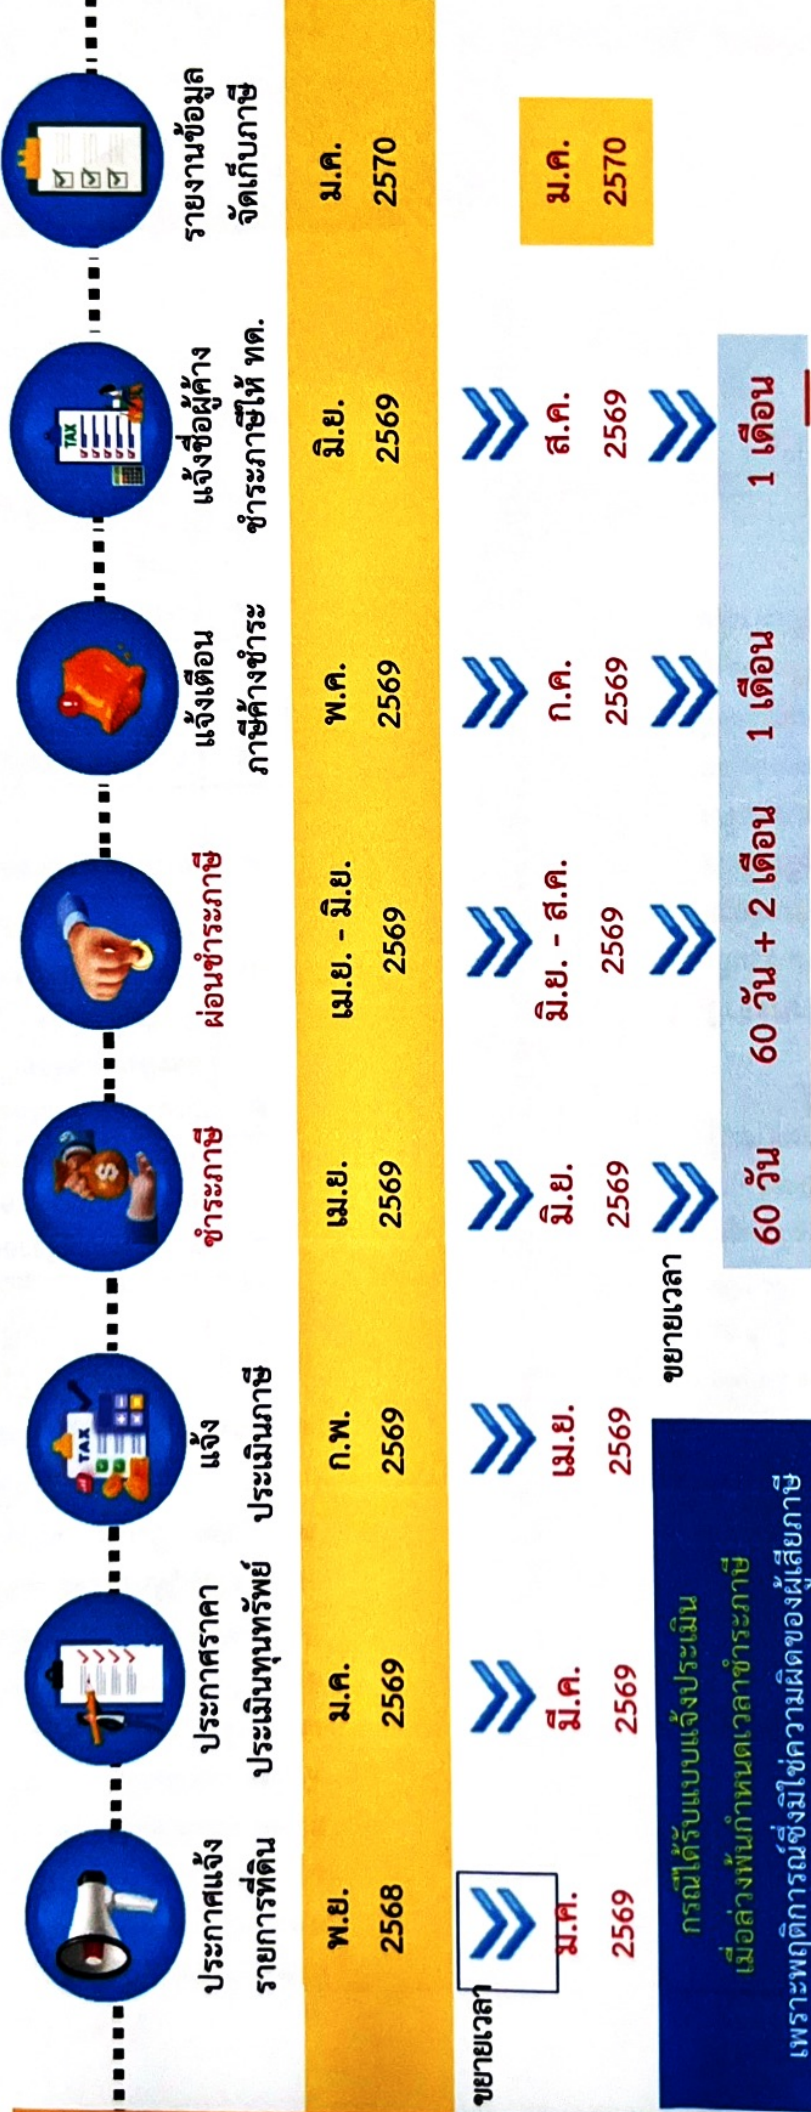 ประกาศแจ้ง
รายการที่ดิน
ประกาศราคา
ประเมินทุนทรัพย์
แจ้ง
ประเมินภาษี
ชำระภาษี
ผ่อนชำระภาษี
แจ้งเตือน
ภาษีค้างชำระ
แจ้งชื่อผู้ค้าง
ชำระภาษีให้ ทด.
รายงานข้อมูล
จัดเก็บภาษี
TAX
TAX
พ.ย.
2568
ม.ค.
2569
ก.พ.
2569
เม.ย.
2569
เม.ย. - มิ.ย.
2569
พ.ค.
2569
มิ.ย.
2569
ม.ค.
2570
ขยายเวลา
ม.ค.
2569
มี.ค.
2569
เม.ย.
2569
มิ.ย.
2569
มิ.ย. - ส.ค.
2569
ก.ค.
2569
ส.ค.
2569
ม.ค.
2570
กรณีได้รับแบบแจ้งประเมิน
เมื่อล่วงพ้นกำหนดเวลาชำระภาษี
เพราะพฤติการณ์ซึ่งมิใช่ความผิดของผู้เสียภาษี
ขยายเวลา
60 วัน
60 วัน + 2 เดือน
1 เดือน
1 เดือน